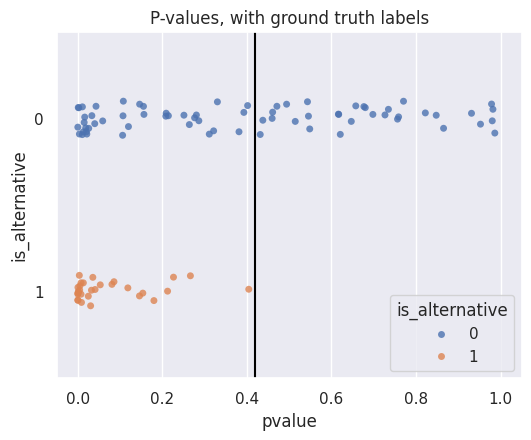 P-values, with ground truth labels
is_alternative
0
1
is_alternative
0
1
0.0 0.2 0.4 0.6 0.8 1.0
pvalue